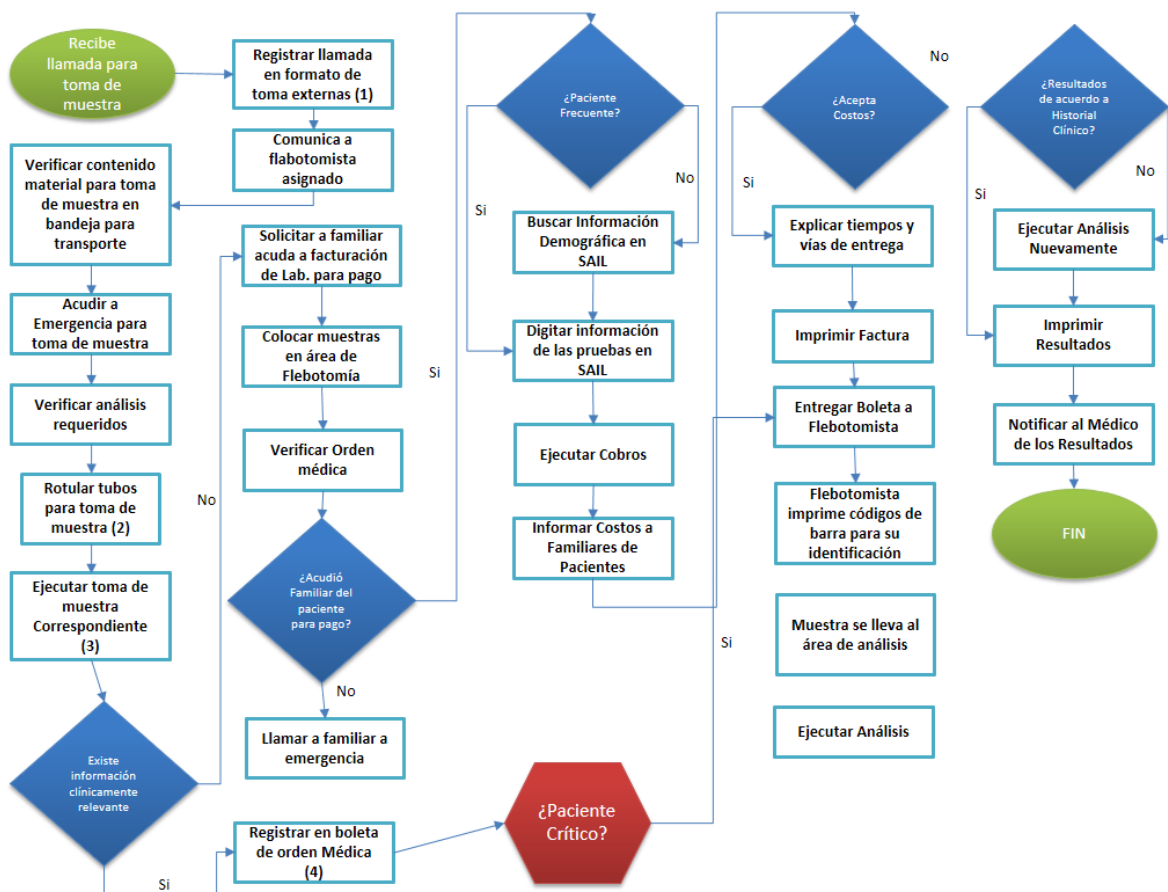 Recibe
llamada para
toma de
muestra
Registrar llamada
en formato de
toma externas (1)
Comunica a
flabotomista
asignado
Verificar contenido
material para toma
de muestra en
bandeja para
transporte
Acudir a
Emergencia para
toma de muestra
Verificar análisis
requeridos
Rotular tubos
para toma de
muestra (2)
Ejecutar toma de
muestra
Correspondiente
(3)
Existe
información
clínicamente
relevante
No
Si
Solicitar a familiar
acuda a facturación
de Lab. para pago
Colocar muestras
en área de
Flebotomía
Verificar Orden
médica
¿Acudió
Familiar del
paciente
para pago?
Si
No
Llamar a familiar a
emergencia
Registrar en boleta
de orden Médica
(4)
¿Paciente
Crítico?
Si
¿Paciente
Frecuente?
Si
No
Buscar Información
Demográfica en
SAIL
Digitar información
de las pruebas en
SAIL
Ejecutar Cobros
Informar Costos a
Familiares de
Pacientes
¿Acepta
Costos?
No
Si
Explicar tiempos y
vías de entrega
Imprimir Factura
Entregar Boleta a
Flebotomista
Flebotomista
imprime códigos de
barra para su
identificación
Muestra se lleva al
área de análisis
Ejecutar Análisis
¿Resultados
de acuerdo a
Historial
Clínico?
Si
No
Ejecutar Análisis
Nuevamente
Imprimir
Resultados
Notificar al Médico
de los Resultados
FIN